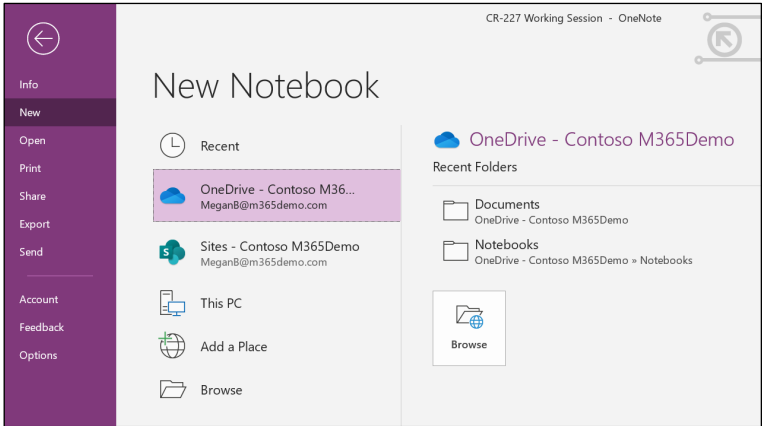 CR-227 Working Session - OneNote
Info
New
Open
Print
Share
Export
Send
Account
Feedback
Options
New Notebook
Recent
OneDrive - Contoso M36...
MeganB@m365demo.com
Sites - Contoso M365Demo
MeganB@m365demo.com
This PC
Add a Place
Browse
OneDrive - Contoso M365Demo
Recent Folders
Documents
OneDrive - Contoso M365Demo
Notebooks
OneDrive - Contoso M365Demo » Notebooks
Browse